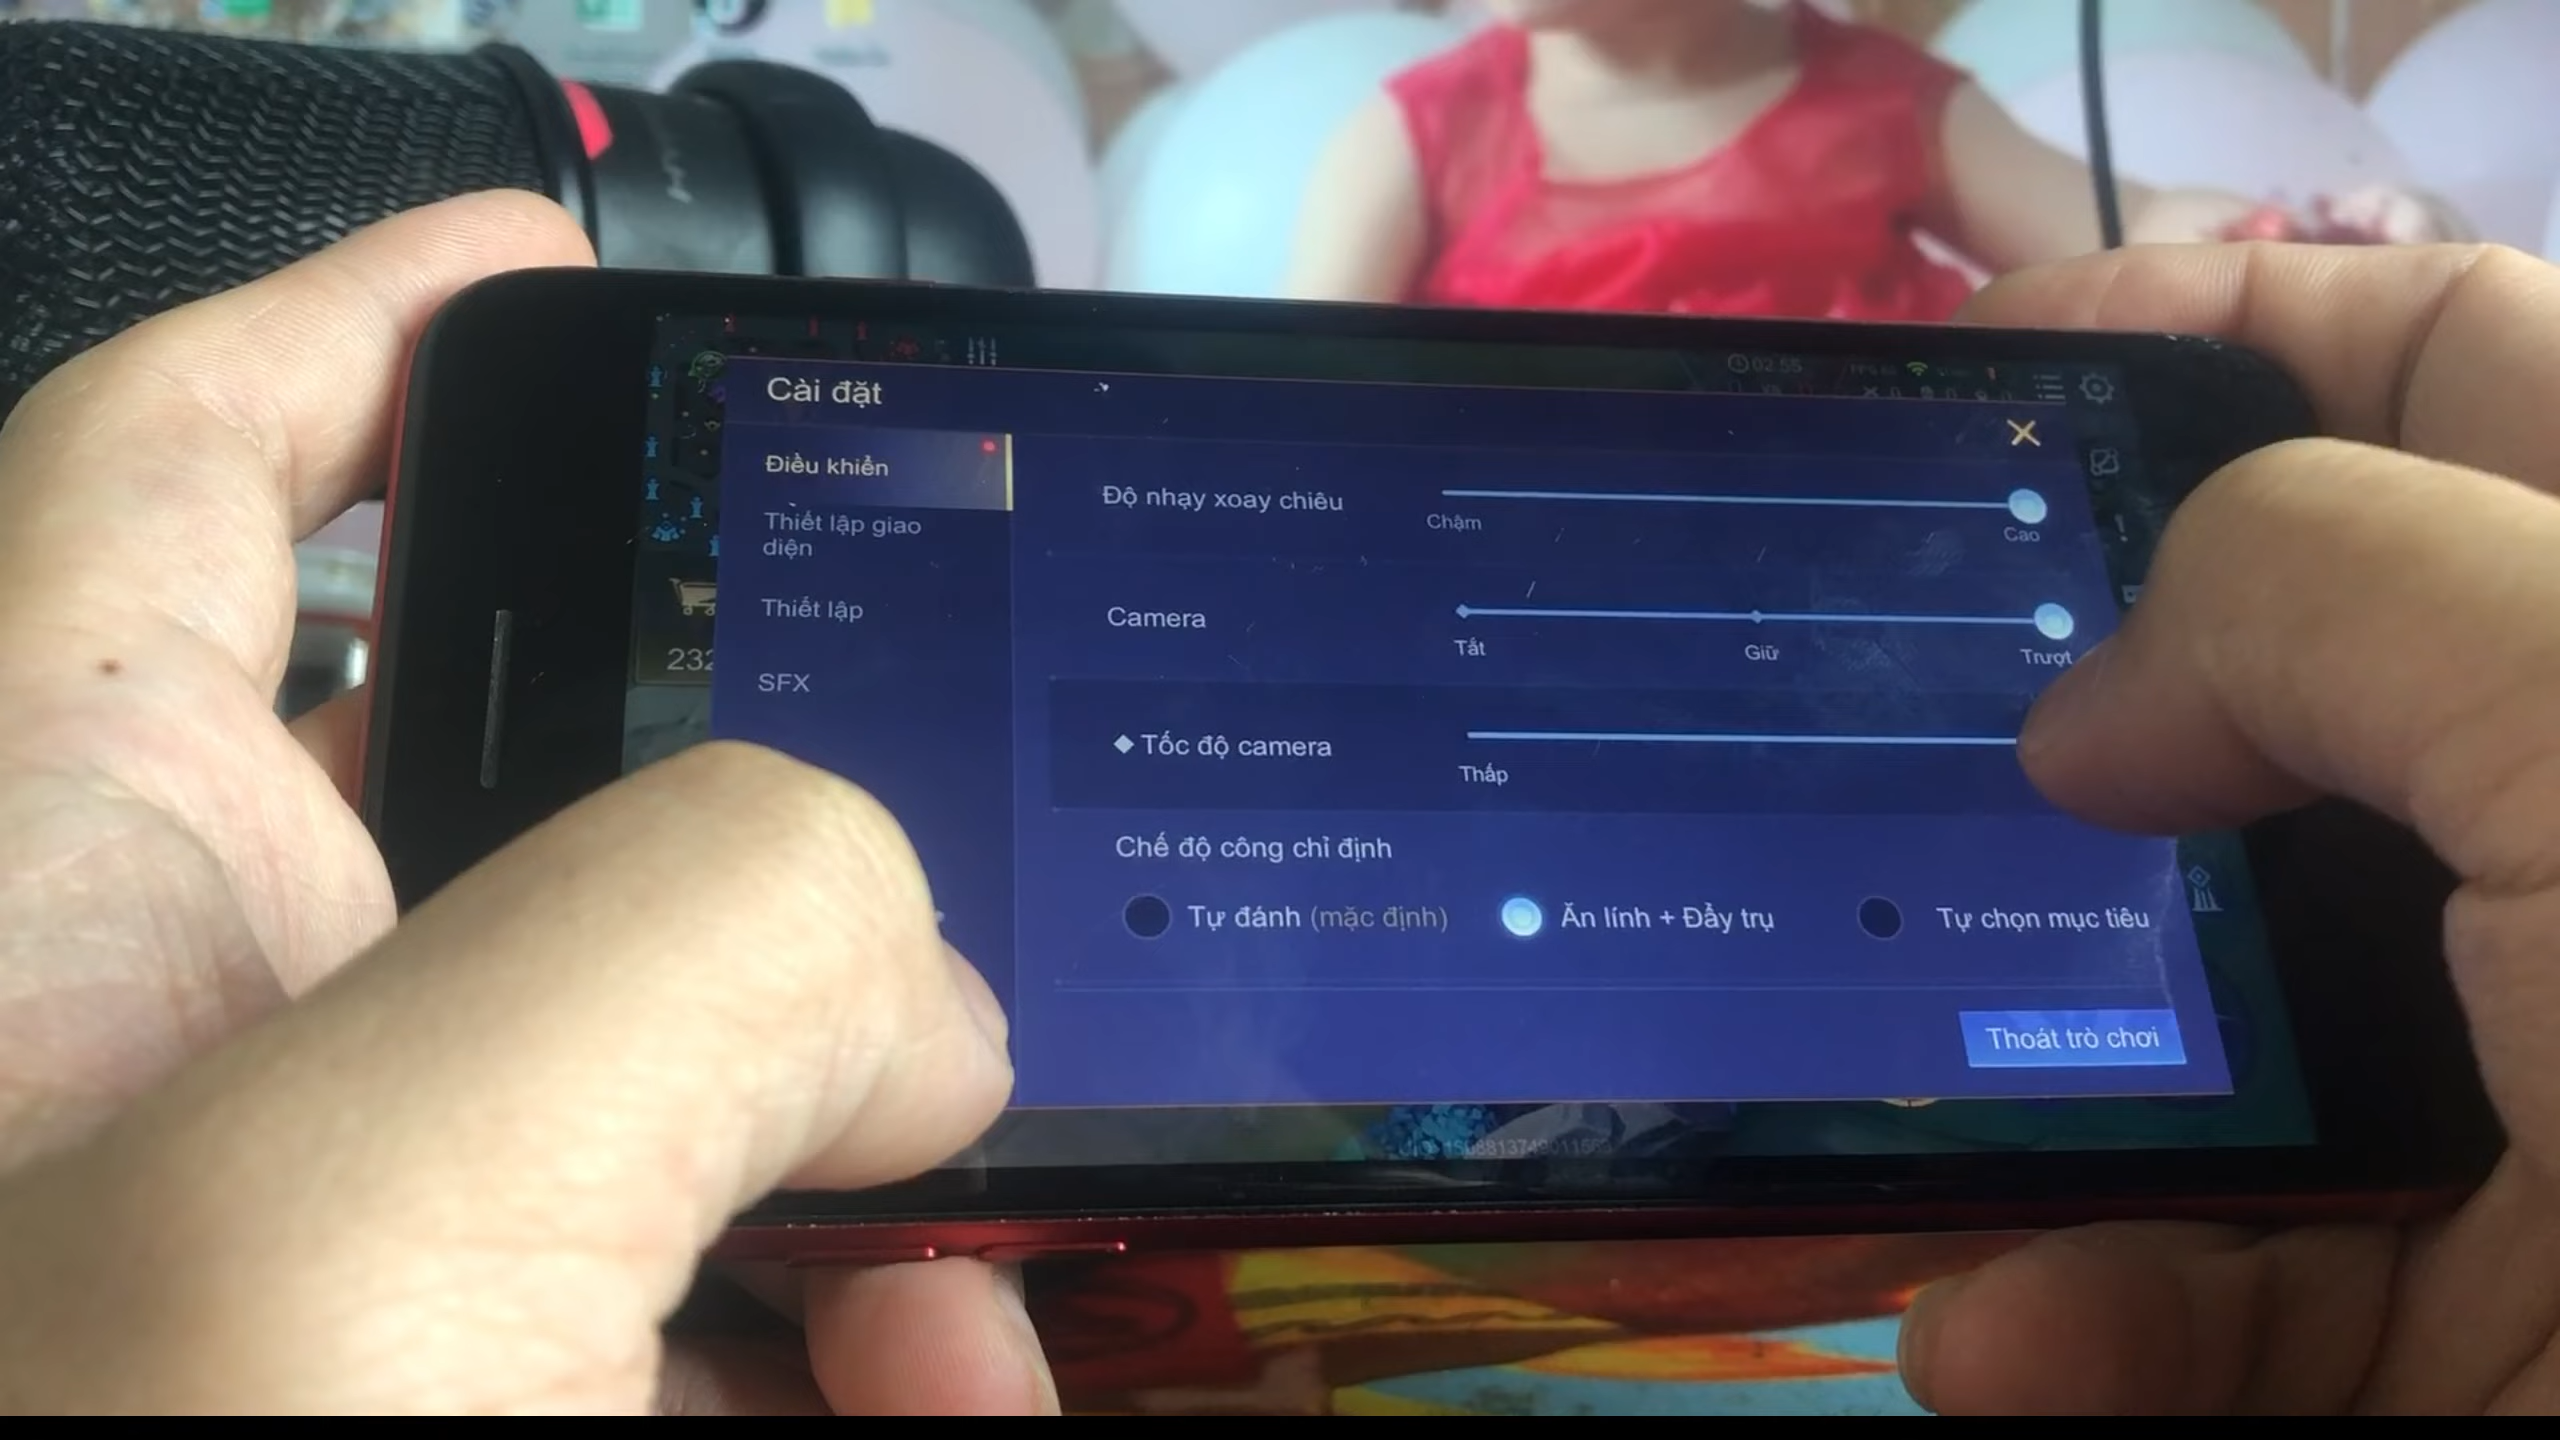 02:55
Cài đặt
Điều khiển
Độ nhạy xoay chiêu
Chậm
Cao
Thiết lập giao
diện
Thiết lập
Camera
Tắt
Giữ
Trượt
SFX
Tốc độ camera
Thấp
Chế độ công chỉ định
Tự đánh (mặc định)
Ăn lính + Đẩy trụ
Tự chọn mục tiêu
Thoát trò chơi